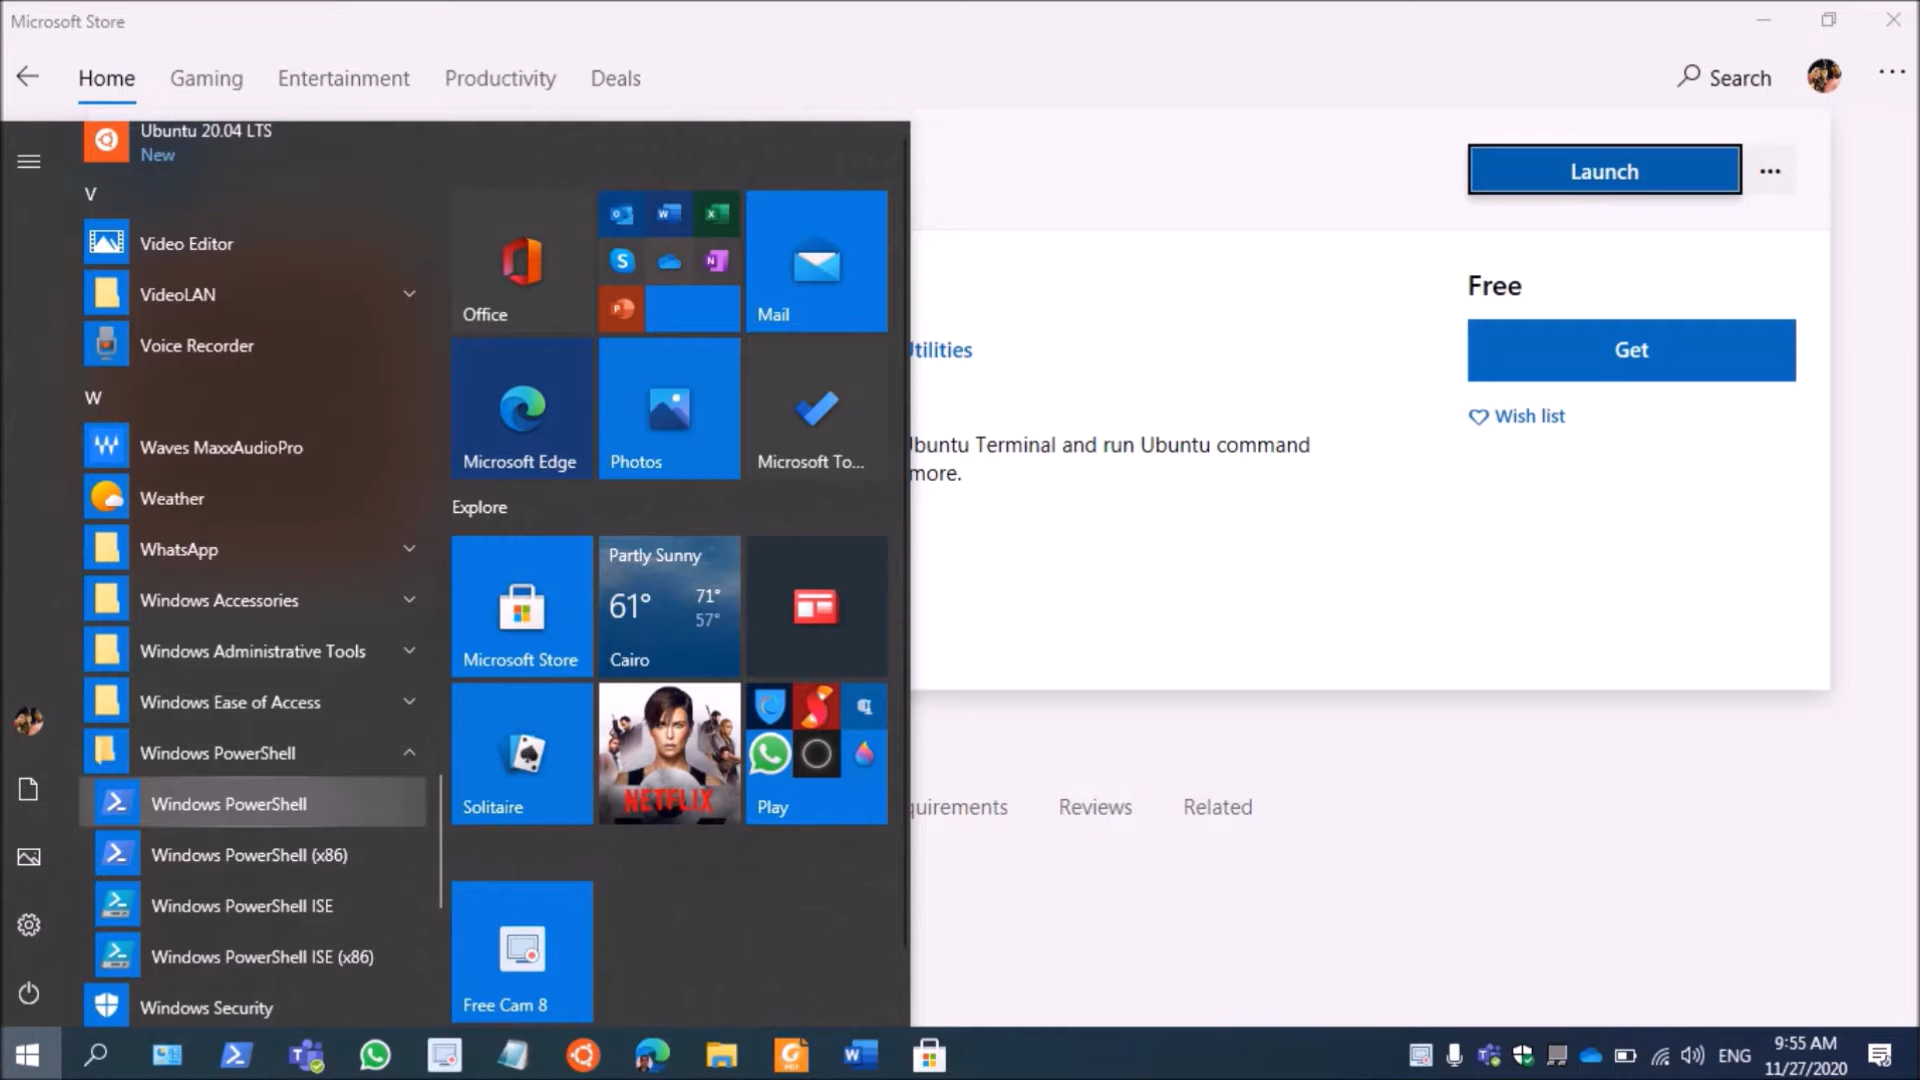 Microsoft Store
Home Gaming Entertainment Productivity Deals
Search
Ubuntu 20.04 LTS
New
V
Video Editor
VideoLAN
Voice Recorder
W
Waves MaxxAudioPro
Weather
WhatsApp
Windows Accessories
Windows Administrative Tools
Windows Ease of Access
Windows PowerShell
Windows PowerShell
Windows PowerShell (x86)
Windows PowerShell ISE
Windows PowerShell ISE (x86)
Windows Security
Office
Mail
Microsoft Edge
Photos
Microsoft To...
Explore
Microsoft Store
Partly Sunny
61° 71°
57°
Cairo
Solitaire
NETFLIX
Play
Free Cam 8
Launch
Free
Get
Wish list
Utilities
Ubuntu Terminal and run Ubuntu command
more.
quirements Reviews Related
ENG
9:55 AM
11/27/2020